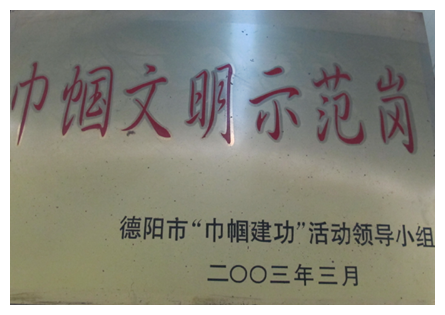 巾帼文明示范岗
德阳市“巾帼建功”活动领导小组
二〇〇三年三月